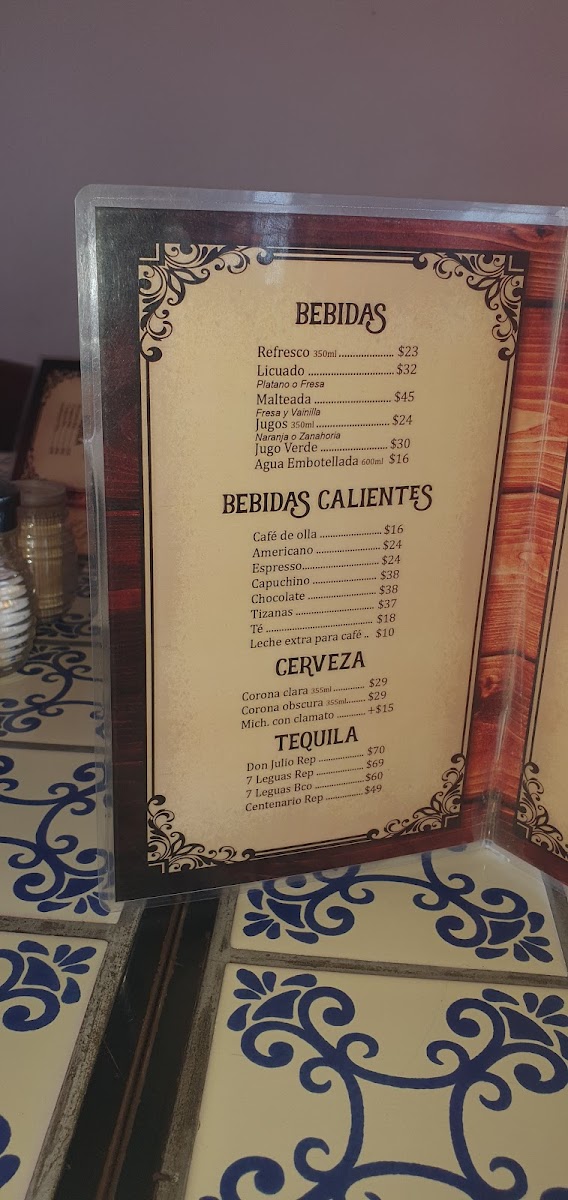 BEBIDAS
Refresco 350ml .................... $23
Licuado ............................... $32
Platano o Fresa
Malteada ............................ $45
Fresa y Vainilla
Jugos 350ml .......................... $24
Naranja o Zanahoria
Jugo Verde ........................ $30
Agua Embotellada 600ml $16
BEBIDAS CALIENTES
Café de olla ....................... $16
Americano ....................... $24
Espresso........................... $24
Capuchino ....................... $38
Chocolate ......................... $38
Tizanas ............................. $37
Té ....................................... $18
Leche extra para café .. $10
CERVEZA
Corona clara 355ml ............. $29
Corona obscura 355ml........ $29
Mich. con clamato ........... +$15
TEQUILA
Don Julio Rep .................. $70
7 Leguas Rep ................... $69
7 Leguas Bco .................... $60
Centenario Rep ............... $49